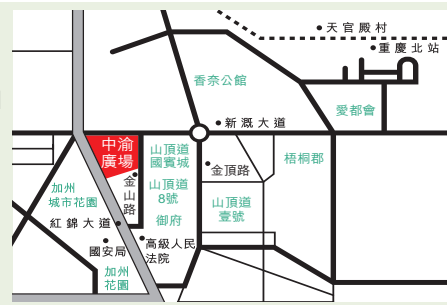 天官殿村
重慶北站
香奈公館
愛都會
新溉大道
中渝
廣場
山頂道
國賓城
金頂路
梧桐郡
加州
城市花園
金山路
山頂道
8號
御府
山頂道
壹號
紅錦大道
國安局
高級人民
法院
加州
花園